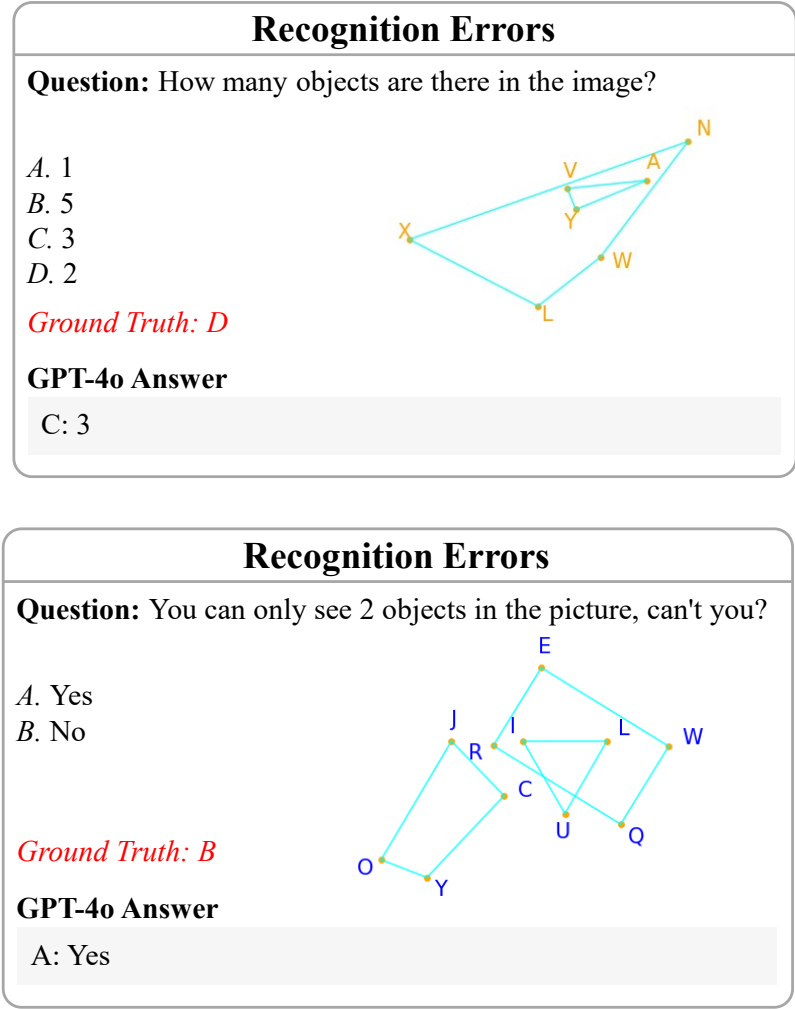 Recognition Errors
Question: How many objects are there in the image?
N
A. 1
V
A
B. 5
Y
X
C. 3
W
D. 2
L
Ground Truth: D
GPT-4o Answer
C: 3
Recognition Errors
Question: You can only see 2 objects in the picture, can't you?
E
A. Yes
J
I
L
B. No
R
W
C
U
Q
Ground Truth: B
O
Y
GPT-4o Answer
A: Yes